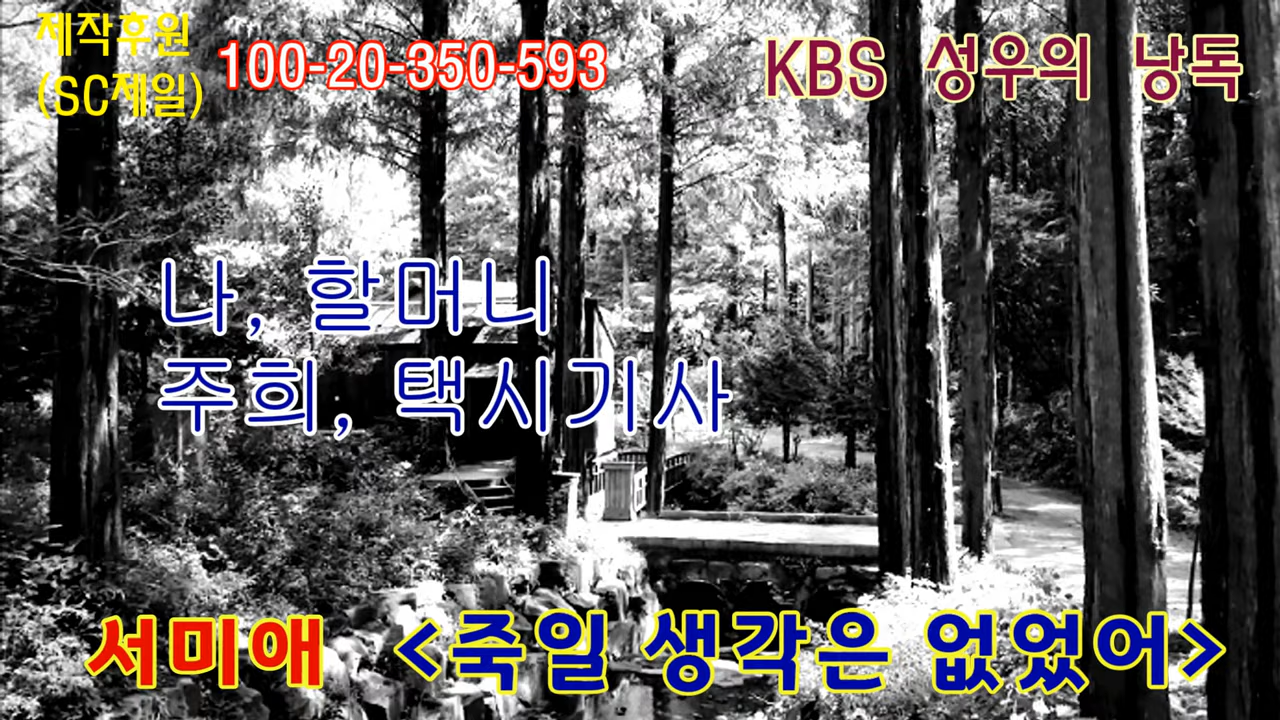 제작후원
(SC제일)
100-20-350-593
KBS 성우의 낭독
나, 할머니
주희, 택시기사
서미애 <죽일 생각은 없었어>